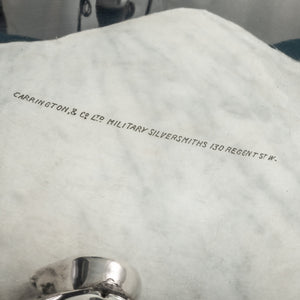 CARRINGTON, & Co LTD MILITARY SILVERSMITHS 130 REGENT ST W.